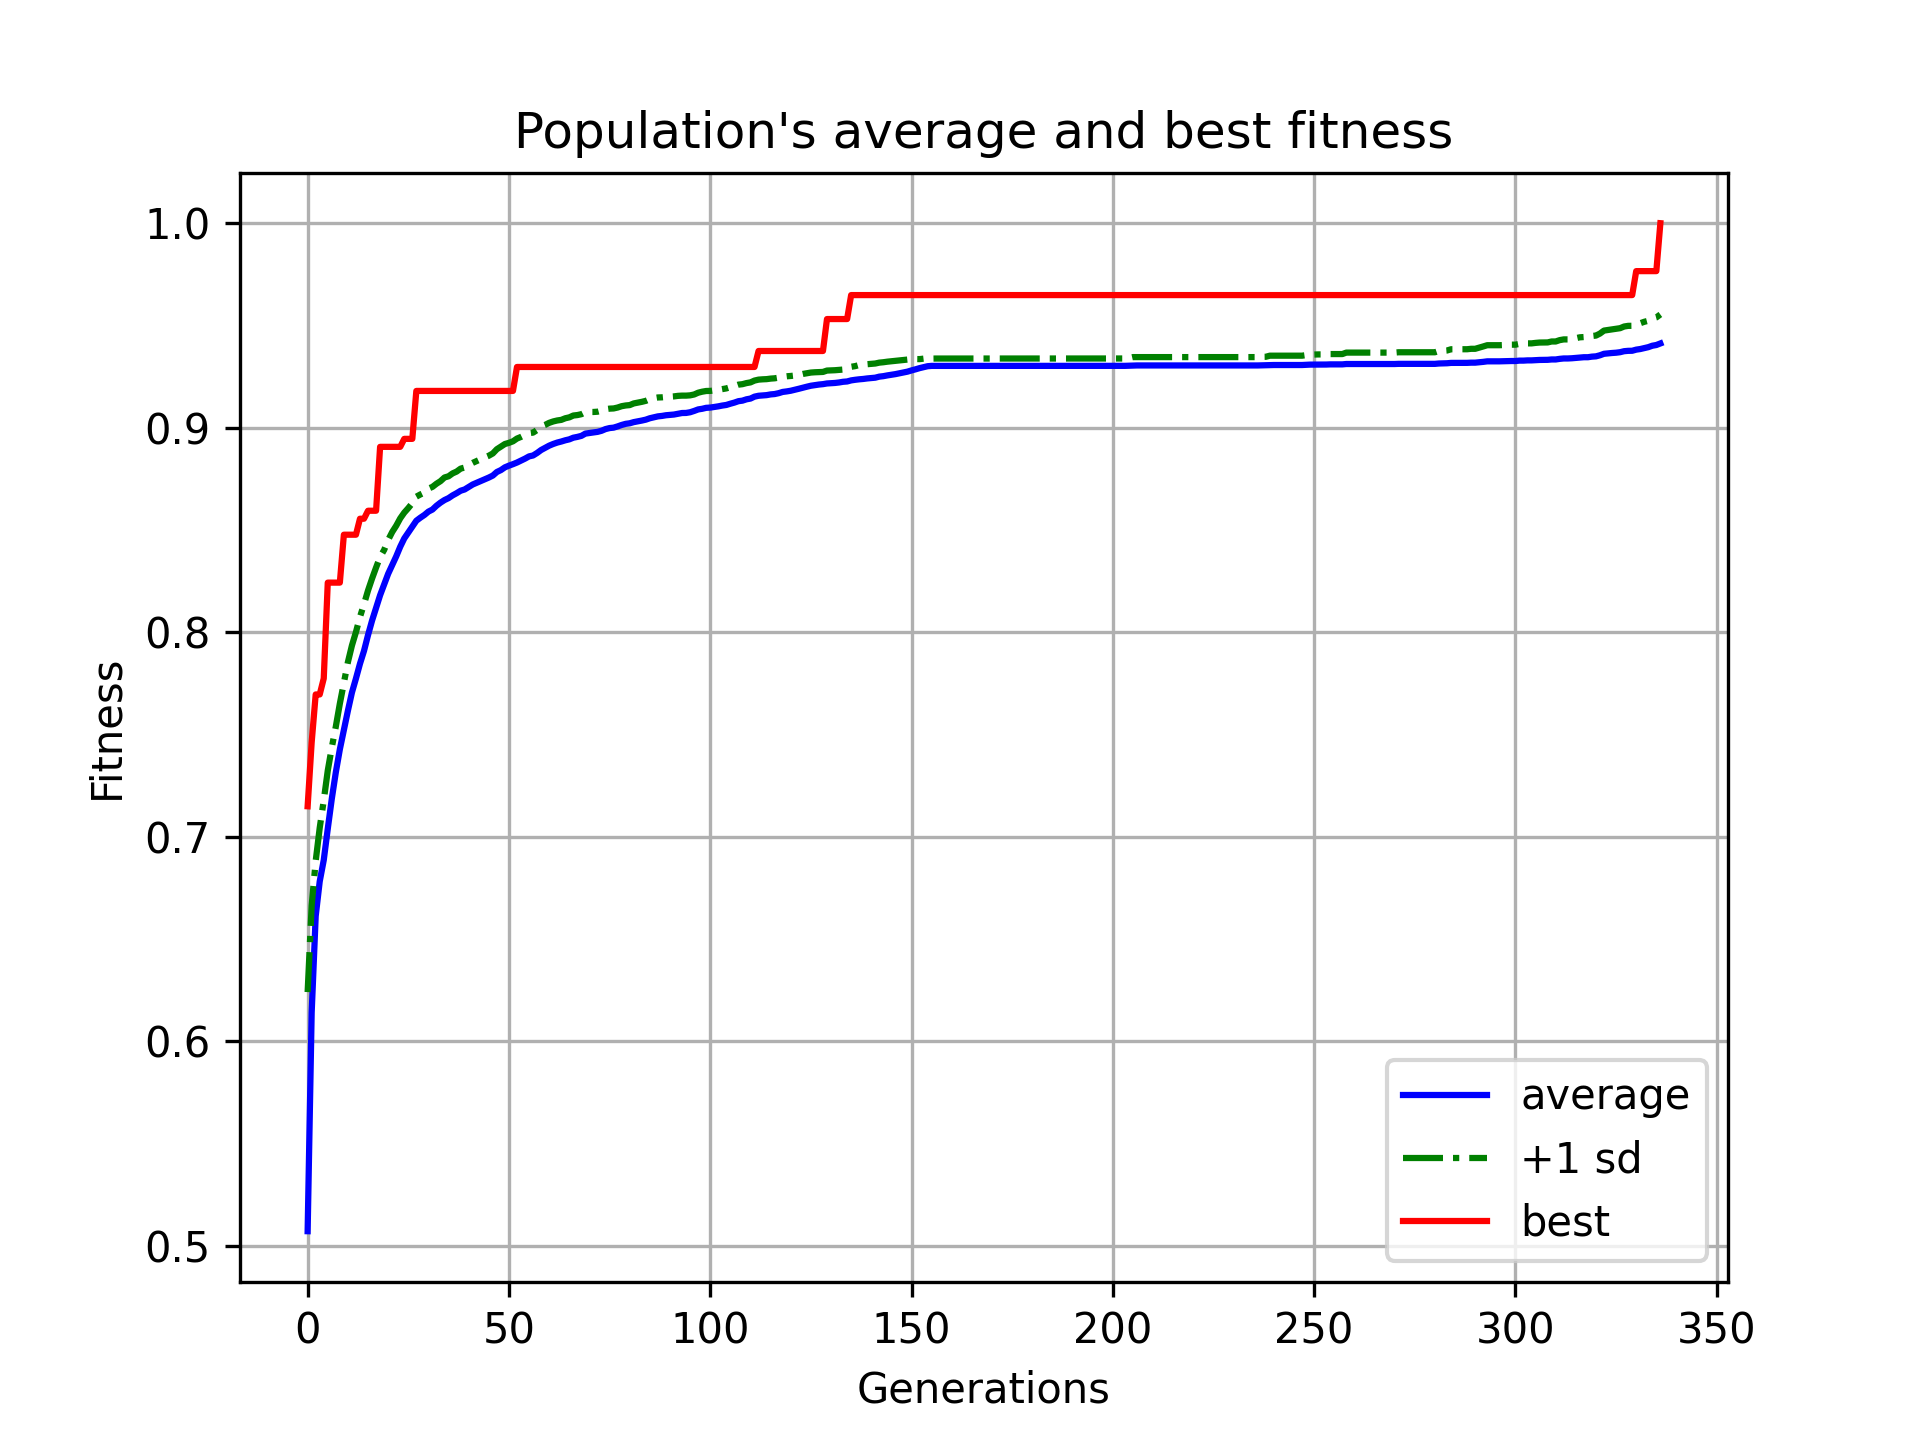 Population's average and best fitness
1.0
0.9
0.8
0.7
0.6
0.5
Fitness
0 50 100 150 200 250 300 350
Generations
average
+1 sd
best